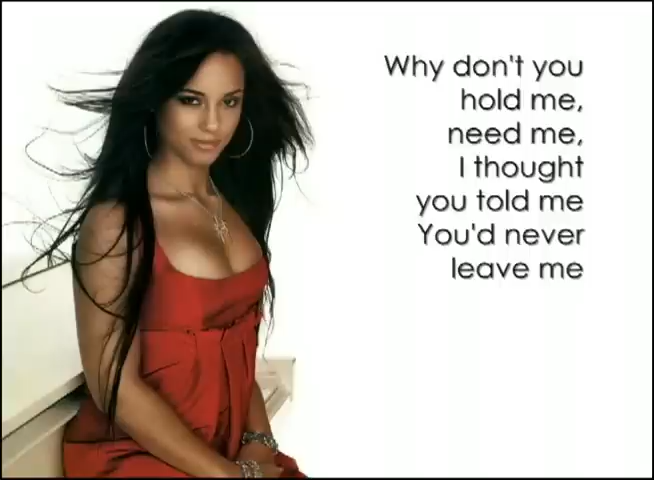 Why don't you
hold me,
need me,
I thought
you told me
You'd never
leave me